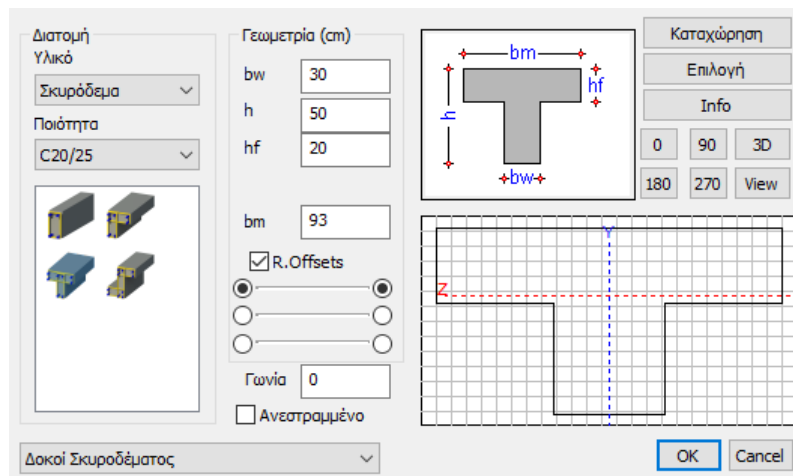 Διατομή
Υλικό
Σκυρόδεμα
Ποιότητα
C20/25
Γεωμετρία (cm)
bw 30
h 50
hf 20
bm 93
R.Offsets
Γωνία 0
Ανεστραμμένο
bm
hf
h
bw
Καταχώρηση
Επιλογή
Info
0 90 3D
180 270 View
Y
Z
Δοκοί Σκυροδέματος
OK Cancel